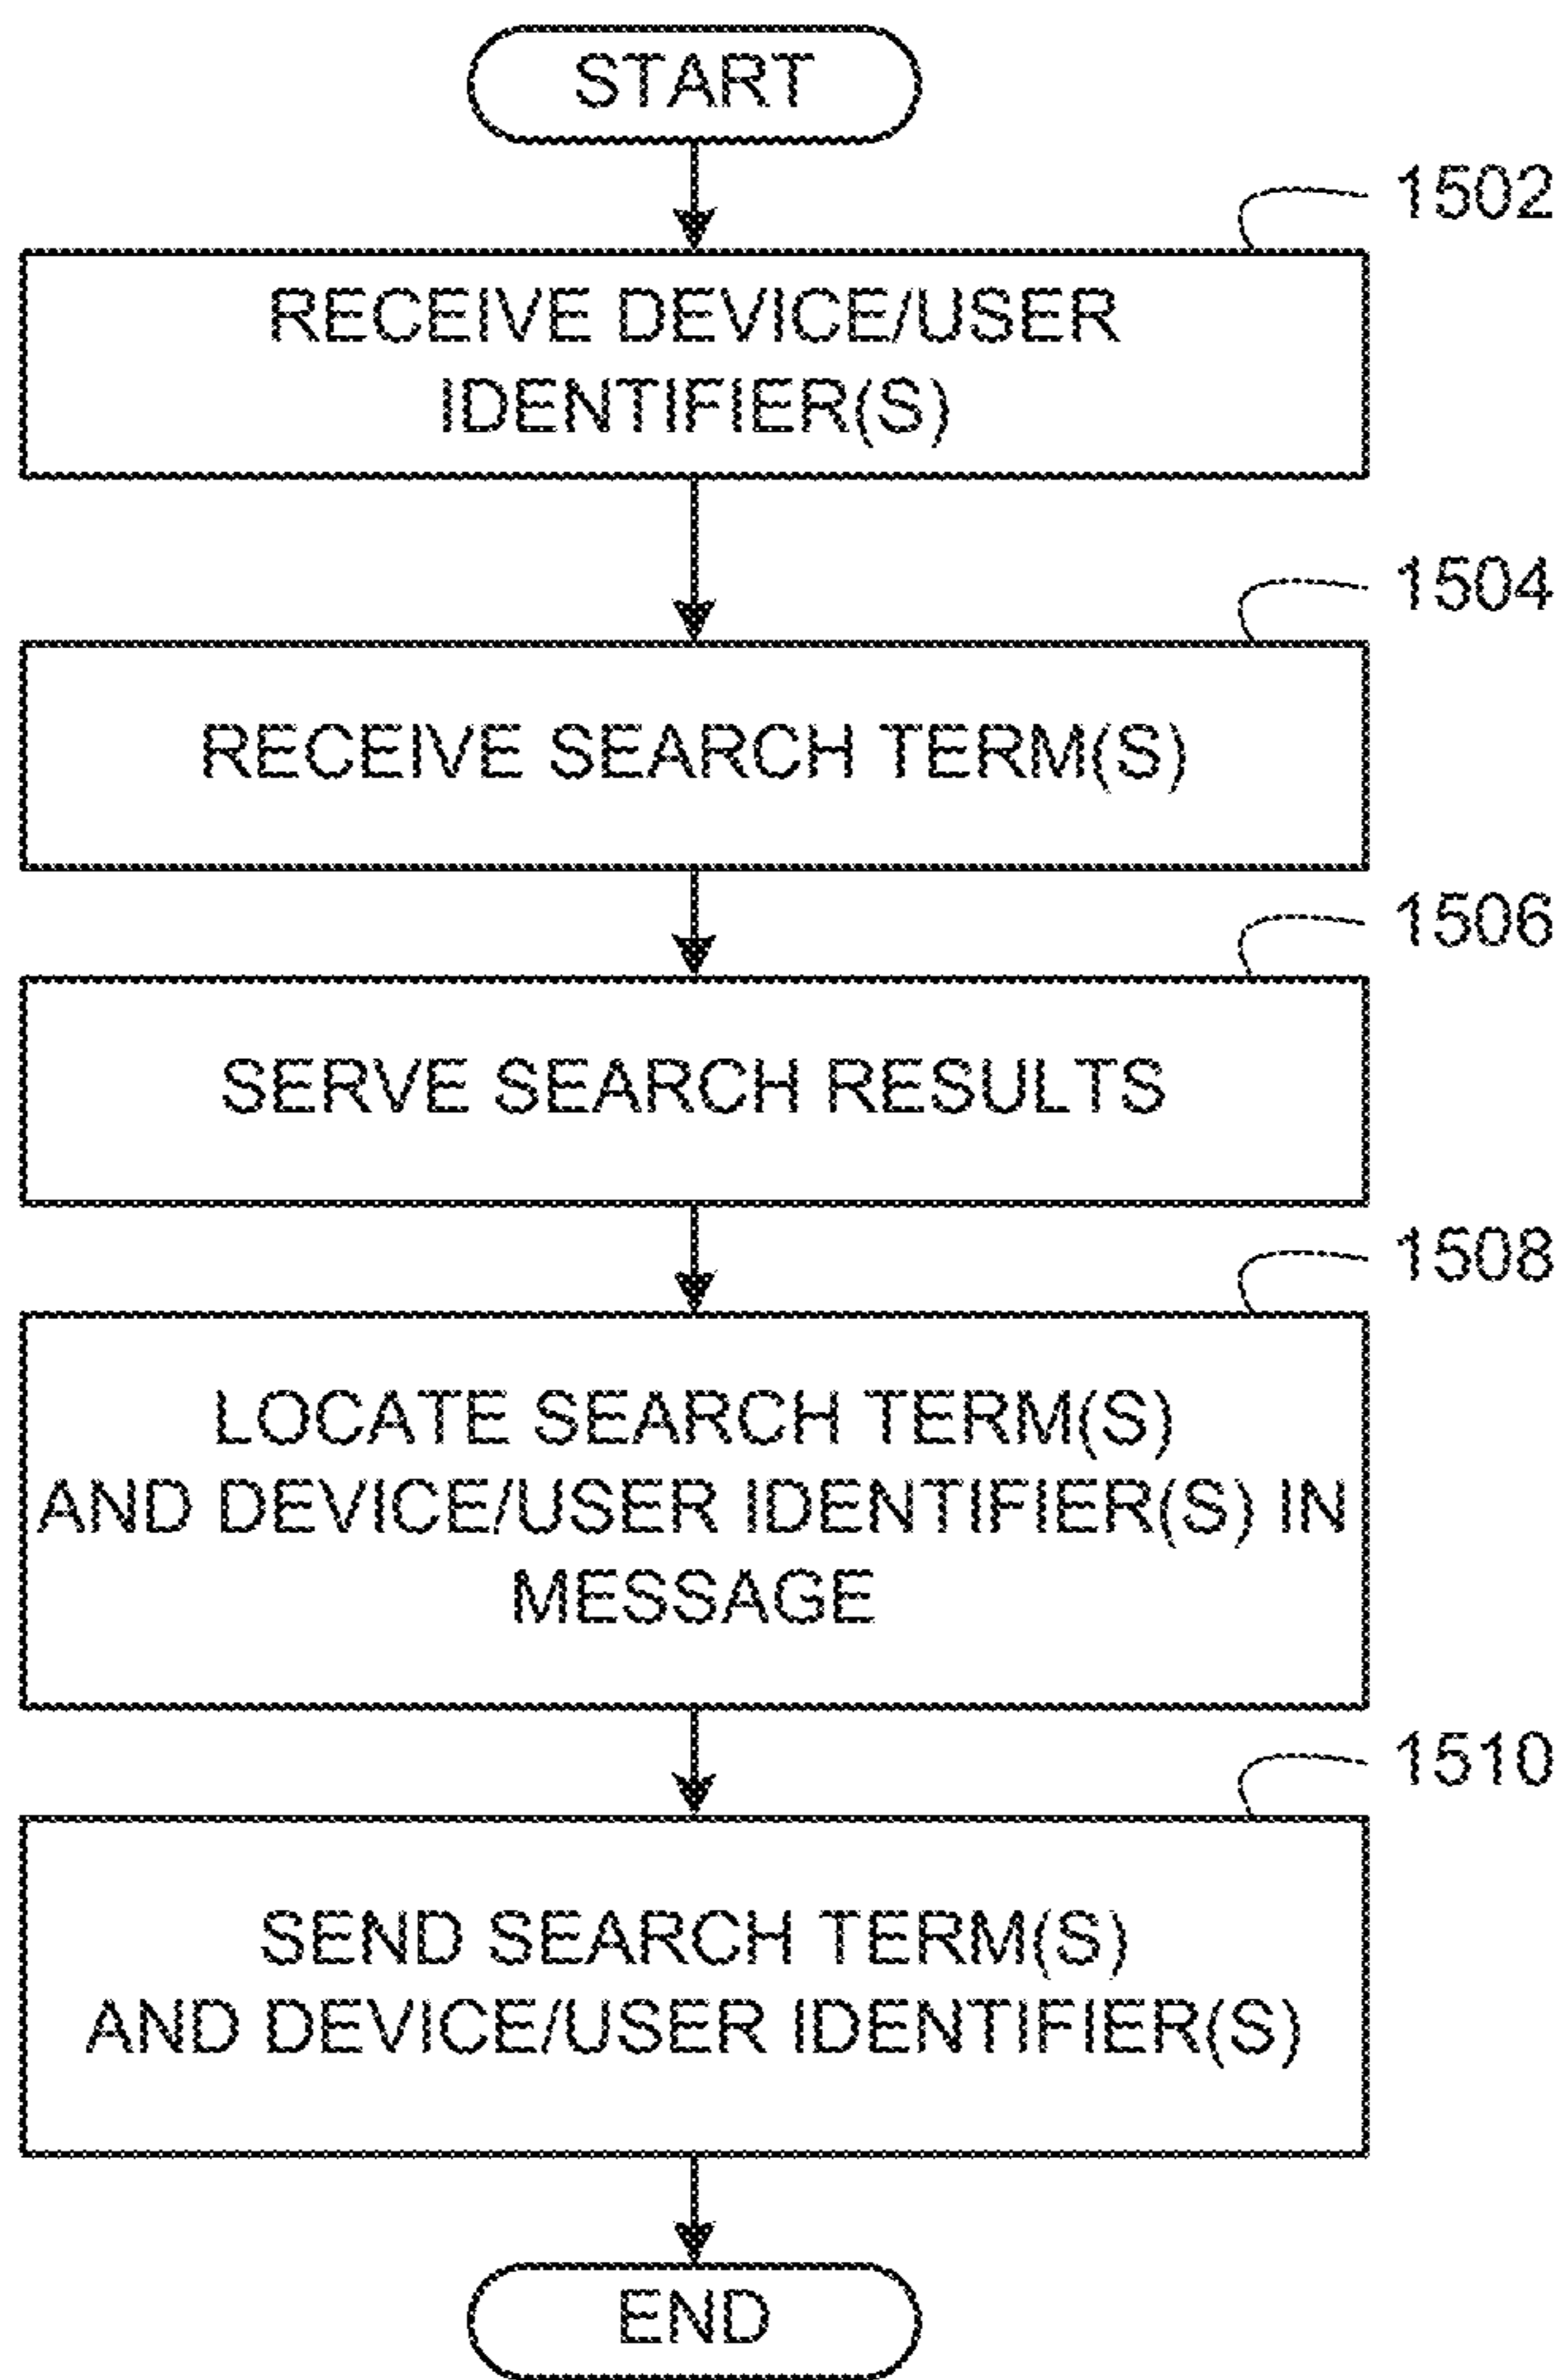 START
1502
RECEIVE DEVICE/USER
IDENTIFIER(S)
1504
RECEIVE SEARCH TERM(S)
1506
SERVE SEARCH RESULTS
1508
LOCATE SEARCH TERM(S)
AND DEVICE/USER IDENTIFIER(S) IN
MESSAGE
1510
SEND SEARCH TERM(S)
AND DEVICE/USER IDENTIFIER(S)
END